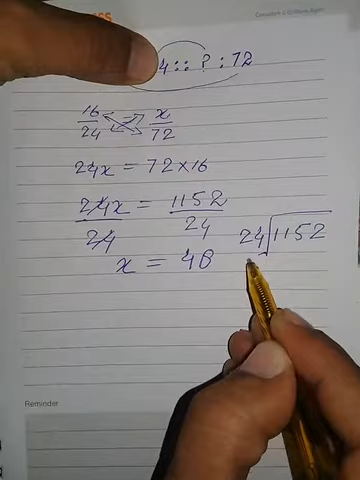 4 :: ? : 72
16/24 = x/72
24x = 72×16
24x/24 = 1152/24
24)1152
x = 48
Reminder